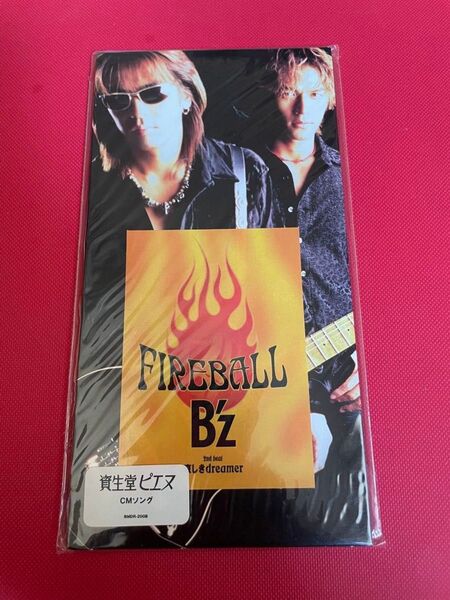 FIREBALL
B'z
2nd beat
哀しきdreamer
資生堂ピエヌ
CMソング
BMDR-2008